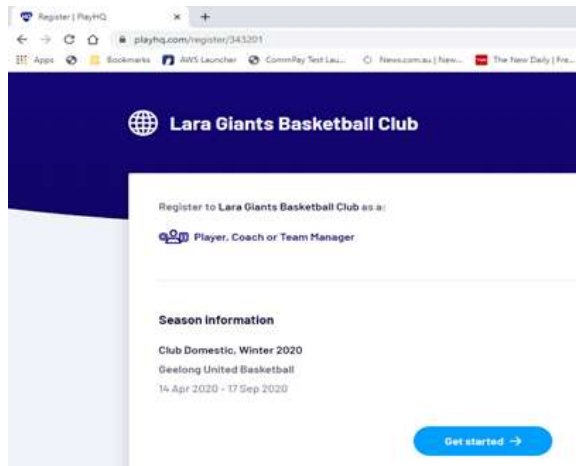 Register | PlayHQ
playhq.com/register/343201
Apps
Bookmarks
AWS Launcher
CommPay Test Lau...
News.com.au | New...
The New Daily | Fre...
Lara Giants Basketball Club
Register to Lara Giants Basketball Club as a:
Player, Coach or Team Manager
Season information
Club Domestic, Winter 2020
Geelong United Basketball
14 Apr 2020 - 17 Sep 2020
Get started →